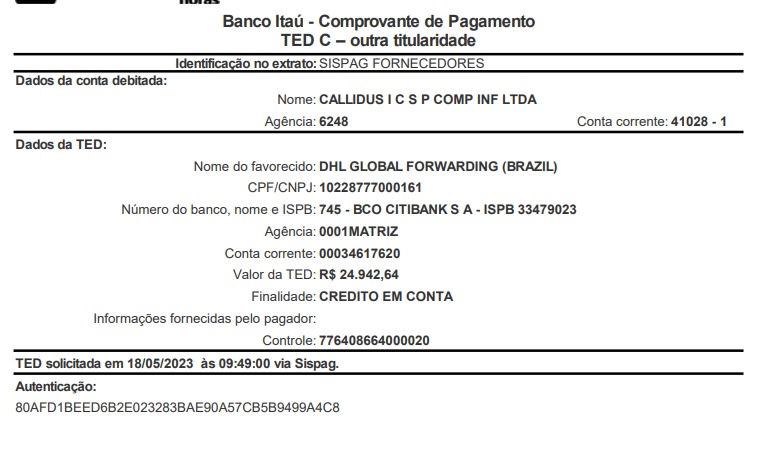 horas
Banco Itaú - Comprovante de Pagamento
TED C – outra titularidade
Identificação no extrato: SISPAG FORNECEDORES
Dados da conta debitada:
Nome: CALLIDUS I C S P COMP INF LTDA
Agência: 6248 Conta corrente: 41028 - 1
Dados da TED:
Nome do favorecido: DHL GLOBAL FORWARDING (BRAZIL)
CPF/CNPJ: 10228777000161
Número do banco, nome e ISPB: 745 - BCO CITIBANK S A - ISPB 33479023
Agência: 0001MATRIZ
Conta corrente: 00034617620
Valor da TED: R$ 24.942,64
Finalidade: CREDITO EM CONTA
Informações fornecidas pelo pagador:
Controle: 776408664000020
TED solicitada em 18/05/2023 às 09:49:00 via Sispag.
Autenticação:
80AFD1BEED6B2E023283BAE90A57CB5B9499A4C8